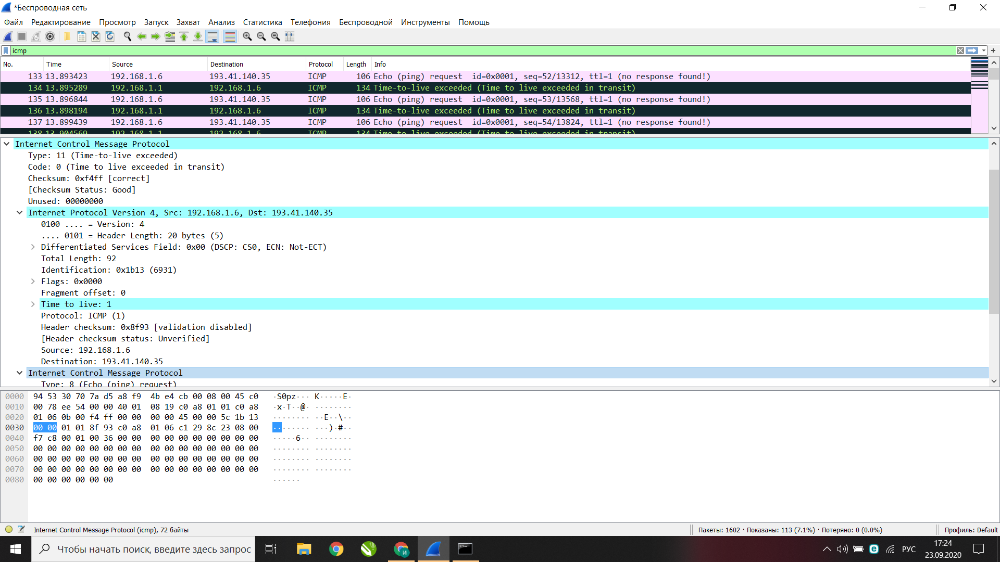 *Беспроводная сеть
Файл Редактирование Просмотр Запуск Захват Анализ Статистика Телефония Беспроводной Инструменты Помощь
icmp
No. Time Source Destination Protocol Length Info
133 13.893423 192.168.1.6 193.41.140.35 ICMP 106 Echo (ping) request id=0x0001, seq=52/13312, ttl=1 (no response found!)
134 13.895289 192.168.1.1 192.168.1.6 ICMP 134 Time-to-live exceeded (Time to live exceeded in transit)
135 13.896844 192.168.1.6 193.41.140.35 ICMP 106 Echo (ping) request id=0x0001, seq=53/13568, ttl=1 (no response found!)
136 13.898194 192.168.1.1 192.168.1.6 ICMP 134 Time-to-live exceeded (Time to live exceeded in transit)
137 13.899439 192.168.1.6 193.41.140.35 ICMP 106 Echo (ping) request id=0x0001, seq=54/13824, ttl=1 (no response found!)
138 13.904569 192.168.1.1 192.168.1.6 ICMP 134 Time-to-live exceeded (Time to live exceeded in transit)
Internet Control Message Protocol
Type: 11 (Time-to-live exceeded)
Code: 0 (Time to live exceeded in transit)
Checksum: 0xf4ff [correct]
[Checksum Status: Good]
Unused: 00000000
Internet Protocol Version 4, Src: 192.168.1.6, Dst: 193.41.140.35
0100 .... = Version: 4
.... 0101 = Header Length: 20 bytes (5)
Differentiated Services Field: 0x00 (DSCP: CS0, ECN: Not-ECT)
Total Length: 92
Identification: 0x1b13 (6931)
Flags: 0x0000
Fragment offset: 0
Time to live: 1
Protocol: ICMP (1)
Header checksum: 0x8f93 [validation disabled]
[Header checksum status: Unverified]
Source: 192.168.1.6
Destination: 193.41.140.35
Internet Control Message Protocol
Type: 8 (Echo (ping) request)
0000 94 53 30 70 7a d5 a8 f9 4b e4 cb 00 08 00 45 c0 ·S0pz··· K·····E·
0010 00 78 ee 54 00 00 40 01 08 19 c0 a8 01 01 c0 a8 ·x·T··@· ········
0020 01 06 0b 00 f4 ff 00 00 00 00 45 00 00 5c 1b 13 ········ ··E··\··
0030 00 00 01 01 8f 93 c0 a8 01 06 c1 29 8c 23 08 00 ········ ···)·#··
0040 f7 c8 00 01 00 36 00 00 00 00 00 00 00 00 00 00 ·····6·· ········
0050 00 00 00 00 00 00 00 00 00 00 00 00 00 00 00 00 ········ ········
0060 00 00 00 00 00 00 00 00 00 00 00 00 00 00 00 00 ········ ········
0070 00 00 00 00 00 00 00 00 00 00 00 00 00 00 00 00 ········ ········
0080 00 00 00 00 00 00 ······
Internet Control Message Protocol (icmp), 72 байты Пакеты: 1602 · Показаны: 113 (7.1%) · Потеряно: 0 (0.0%) Профиль: Default
Чтобы начать поиск, введите здесь запрос РУС 17:24
23.09.2020